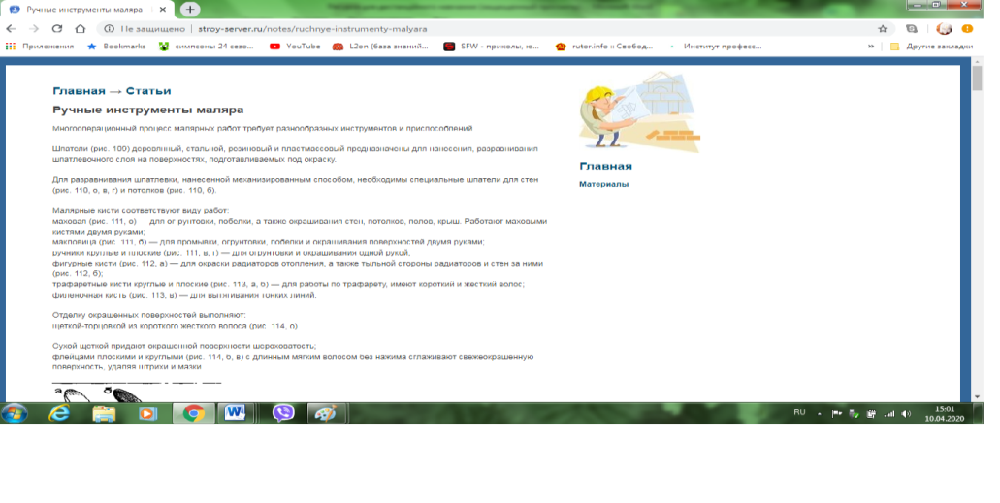 Ручные инструменты маляра
Не защищено | stroy-server.ru/notes/ruchnye-instrumenty-malyara
Приложения Bookmarks симпсоны 24 сезо... YouTube L2on (база знаний... SFW - приколы, ю... rutor.info :: Свобод... Институт професс... » Другие закладки
Главная → Статьи
Ручные инструменты маляра
Многооперационный процесс малярных работ требует разнообразных инструментов и приспособлений
Шпатели (рис. 109) деревянный, стальной, резиновый и пластмассовый предназначены для нанесения, разравнивания
шпатлевочного слоя на поверхностях, подготавливаемых под окраску.
Для разравнивания шпатлевки, нанесенной механизированным способом, необходимы специальные шпатели для стен
(рис. 110, а, в, г) и потолков (рис. 110, б).
Малярные кисти соответствуют виду работ:
маховая (рис. 111, а) — для огрунтовки, побелки, а также окрашивания стен, потолков, полов, крыш. Работают маховыми
кистями двумя руками;
макловица (рис. 111, б) — для промывки, огрунтовки, побелки и окрашивания поверхностей двумя руками;
ручники круглые и плоские (рис. 111, в, г) — для огрунтовки и окрашивания одной рукой;
фигурные кисти (рис. 112, а) — для окраски радиаторов отопления, а также тыльной стороны радиаторов и стен за ними
(рис. 112, б);
трафаретные кисти круглые и плоские (рис. 113, а, б) — для работы по трафарету, имеют короткий и жесткий волос;
филеночная кисть (рис. 113, в) — для вытягивания тонких линий.
Отделку окрашенных поверхностей выполняют:
щеткой-торцовкой из короткого жесткого волоса (рис. 114, а)
Сухой щеткой придают окрашенной поверхности шероховатость;
флейцами плоскими и круглыми (рис. 114, б, в) с длинным мягким волосом без нажима сглаживают свежеокрашенную
поверхность, удаляя штрихи и мазки
а б
Главная
Материалы
RU
15:01
10.04.2020